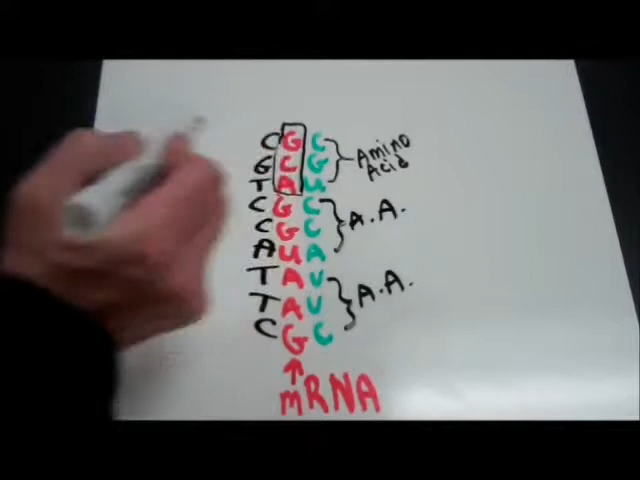 C G C
G C G Amino
T A U Acid
C G C
C G C A.A.
A U A
T A U
T A U A.A.
C G C
mRNA